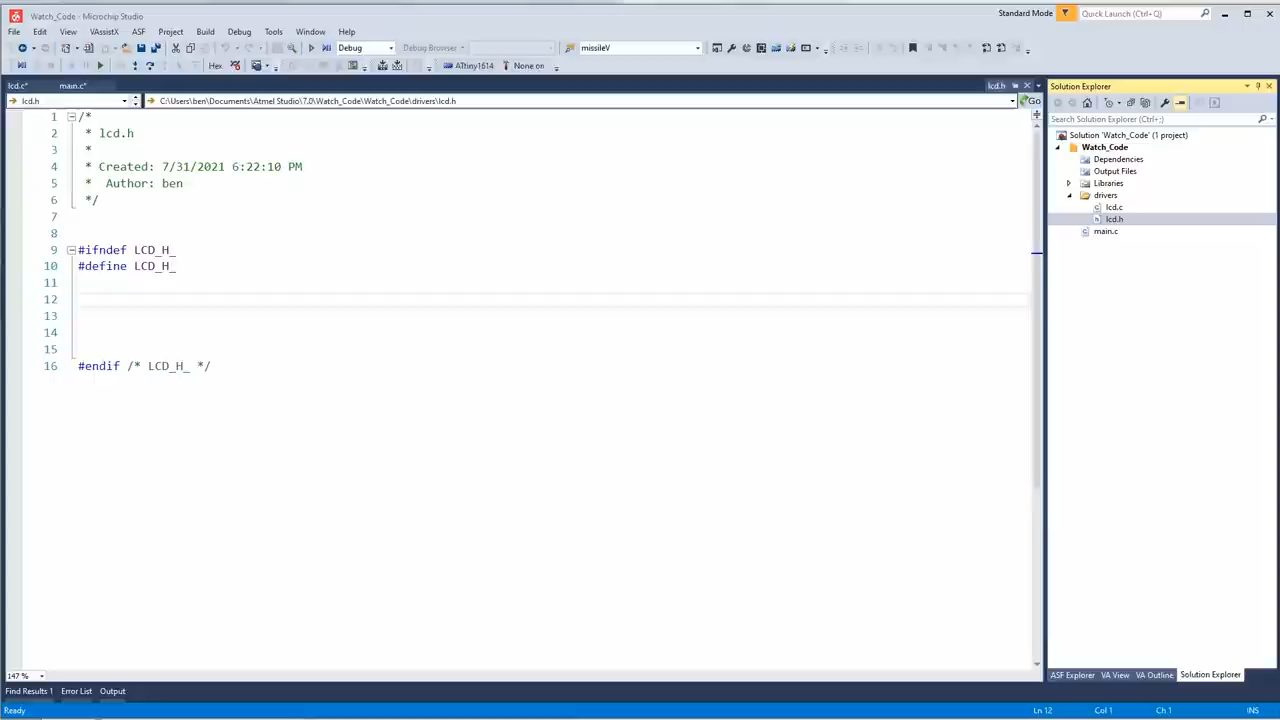 Watch_Code - Microchip Studio
Standard Mode
Quick Launch (Ctrl+Q)
File Edit View VAssistX ASF Project Build Debug Tools Window Help
Debug
Debug Browser
missileV
Hex
ATtiny1614
None on
lcd.c*
main.c*
lcd.h
lcd.h
C:\Users\ben\Documents\Atmel Studio\7.0\Watch_Code\Watch_Code\drivers\lcd.h
Go
1 /*
2 * lcd.h
3 *
4 * Created: 7/31/2021 6:22:10 PM
5 * Author: ben
6 */
7
8
9 #ifndef LCD_H_
10 #define LCD_H_
11
12
13
14
15
16 #endif /* LCD_H_ */
147 %
Solution Explorer
Search Solution Explorer (Ctrl+;)
Solution 'Watch_Code' (1 project)
Watch_Code
Dependencies
Output Files
Libraries
drivers
lcd.c
lcd.h
main.c
ASF Explorer VA View VA Outline Solution Explorer
Find Results 1 Error List Output
Ready
Ln 12 Col 1 Ch 1 INS